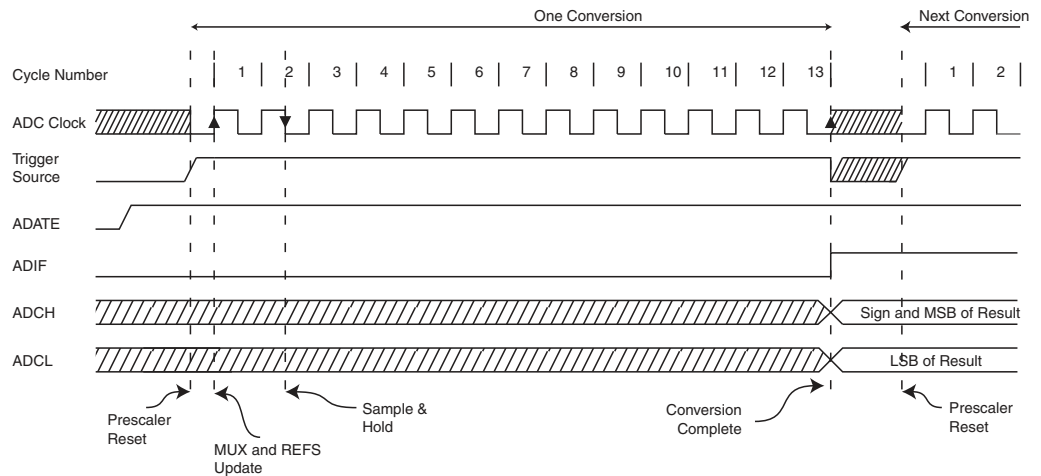 One Conversion
Next Conversion
Cycle Number
1 2 3 4 5 6 7 8 9 10 11 12 13 1 2
ADC Clock
Trigger
Source
ADATE
ADIF
ADCH
Sign and MSB of Result
ADCL
LSB of Result
Prescaler
Reset
MUX and REFS
Update
Sample &
Hold
Conversion
Complete
Prescaler
Reset